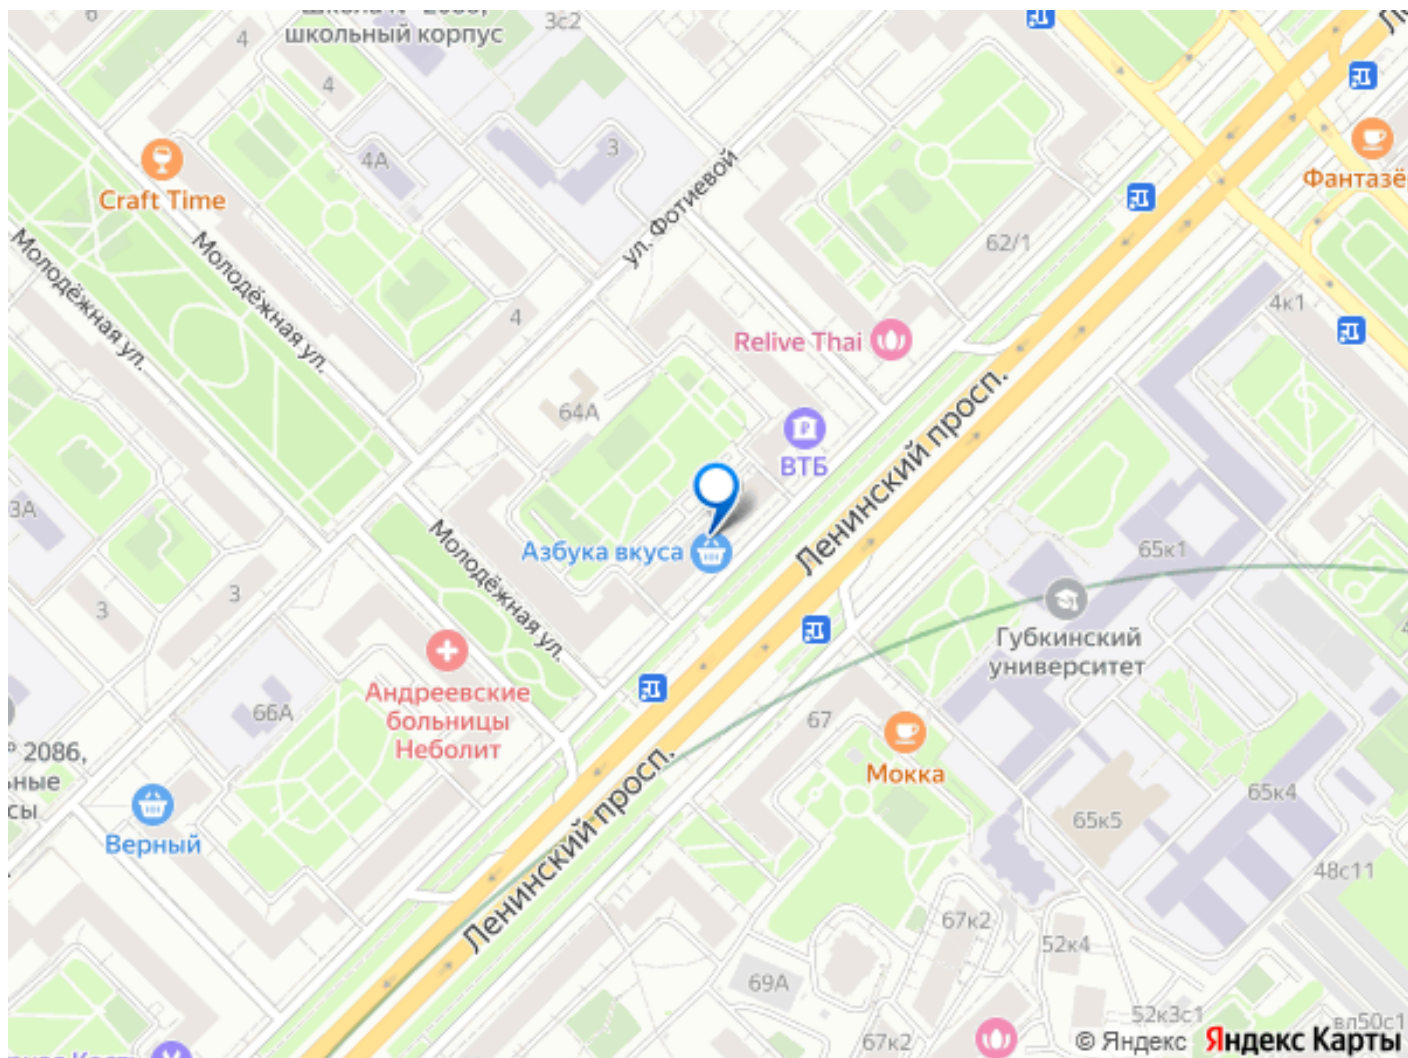 6
школьный корпус
3с2
4
4
4А
3
Craft Time
Фантазё
ул. Фотиевой
62/1
Молодёжная ул.
Молодёжная ул.
4к1
4
Relive Thai
64А
ВТБ
Ленинский просп.
3А
Азбука вкуса
65к1
Молодёжная ул.
3
3
Губкинский
университет
Андреевские
больницы
Неболит
66А
67
2086,
Мокка
Верный
65к4
65к5
Ленинский просп.
48с11
67к2
52к4
69А
52к3с1
вл50с1
67к2
© Яндекс Яндекс Карты